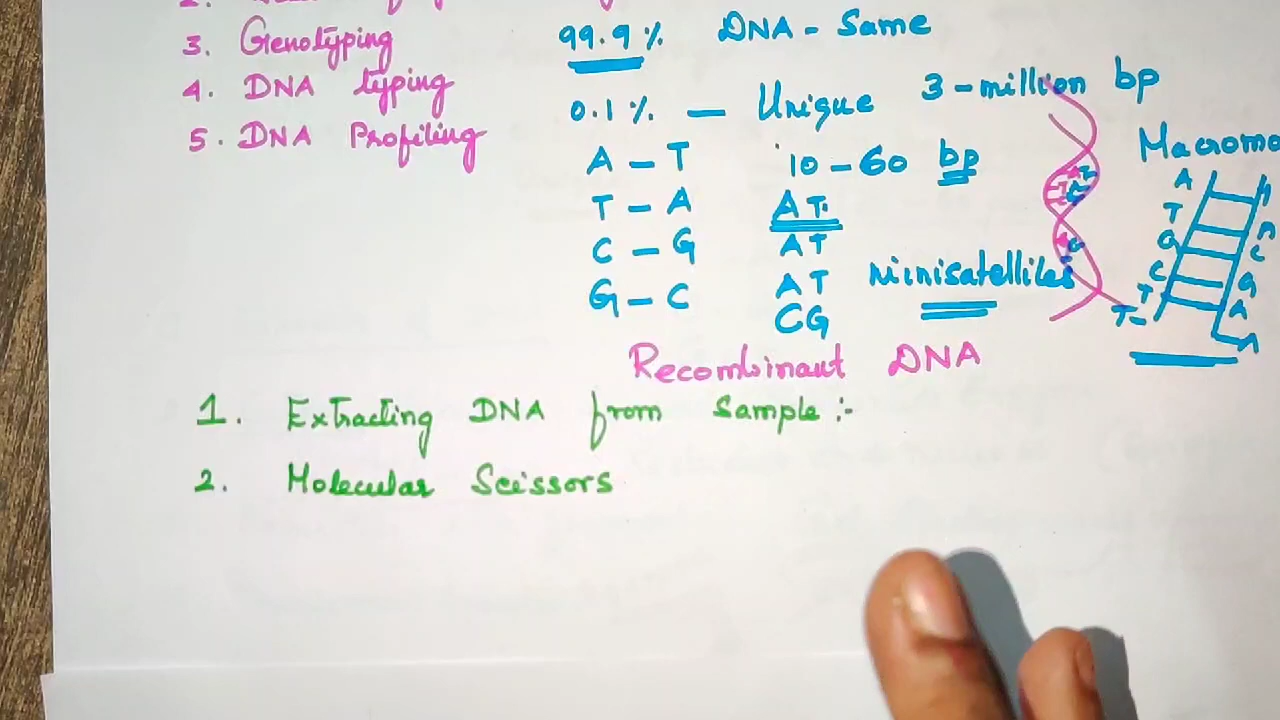 2.
3. Genotyping
4. DNA typing
5. DNA Profiling
99.9% DNA - Same
0.1% — Unique 3-million bp
A - T 10-60 bp
T - A AT
C - G AT
G - C AT
CG
minisatellites
Macromo
A
T
G
C
T
C
G
A
T-
Recombinant DNA
1. Extracting DNA from Sample :-
2. Molecular Scissors